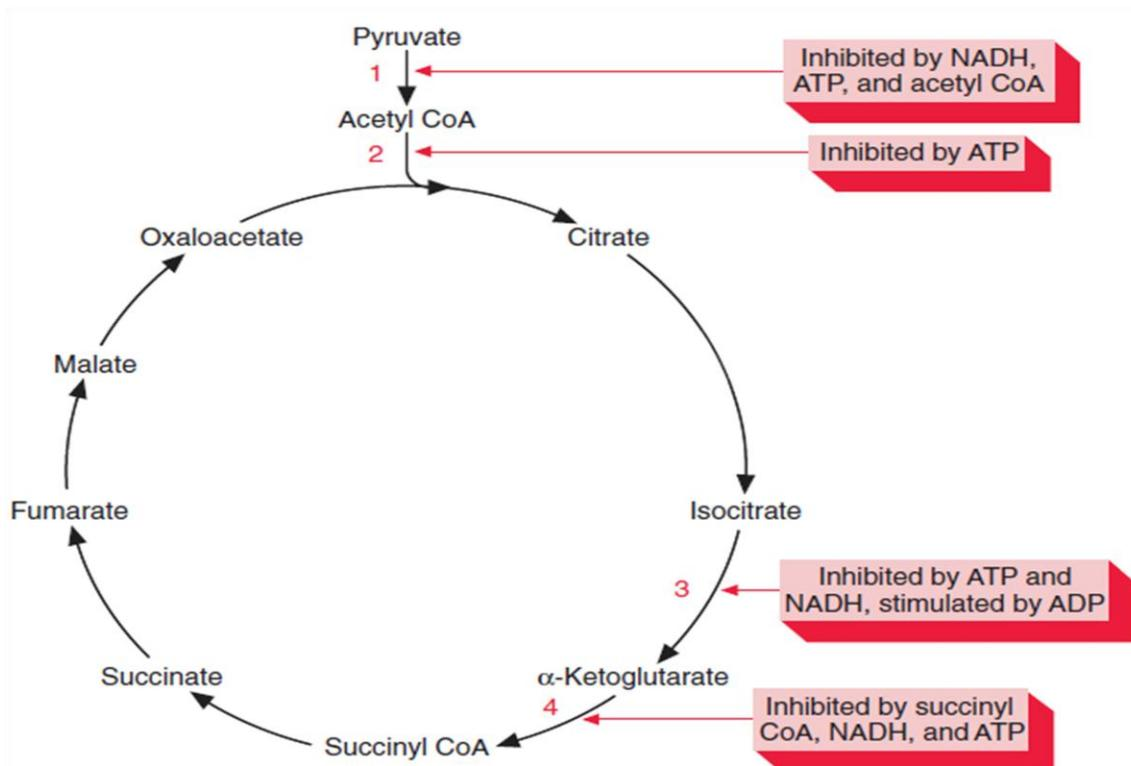 Pyruvate
1
Inhibited by NADH,
ATP, and acetyl CoA
Acetyl CoA
2
Inhibited by ATP
Oxaloacetate
Citrate
Malate
Fumarate
Isocitrate
3
Inhibited by ATP and
NADH, stimulated by ADP
Succinate
α-Ketoglutarate
4
Inhibited by succinyl
CoA, NADH, and ATP
Succinyl CoA